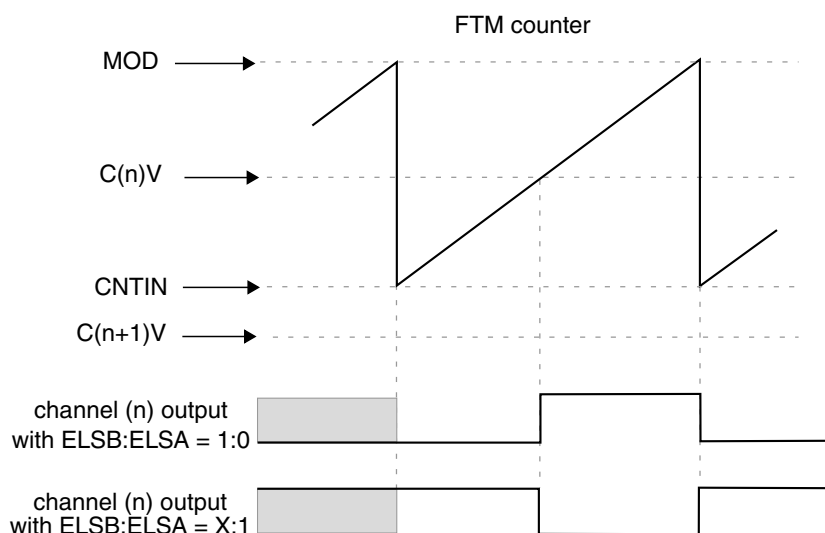 FTM counter
MOD
C(n)V
CNTIN
C(n+1)V
channel (n) output
with ELSB:ELSA = 1:0
channel (n) output
with ELSB:ELSA = X:1